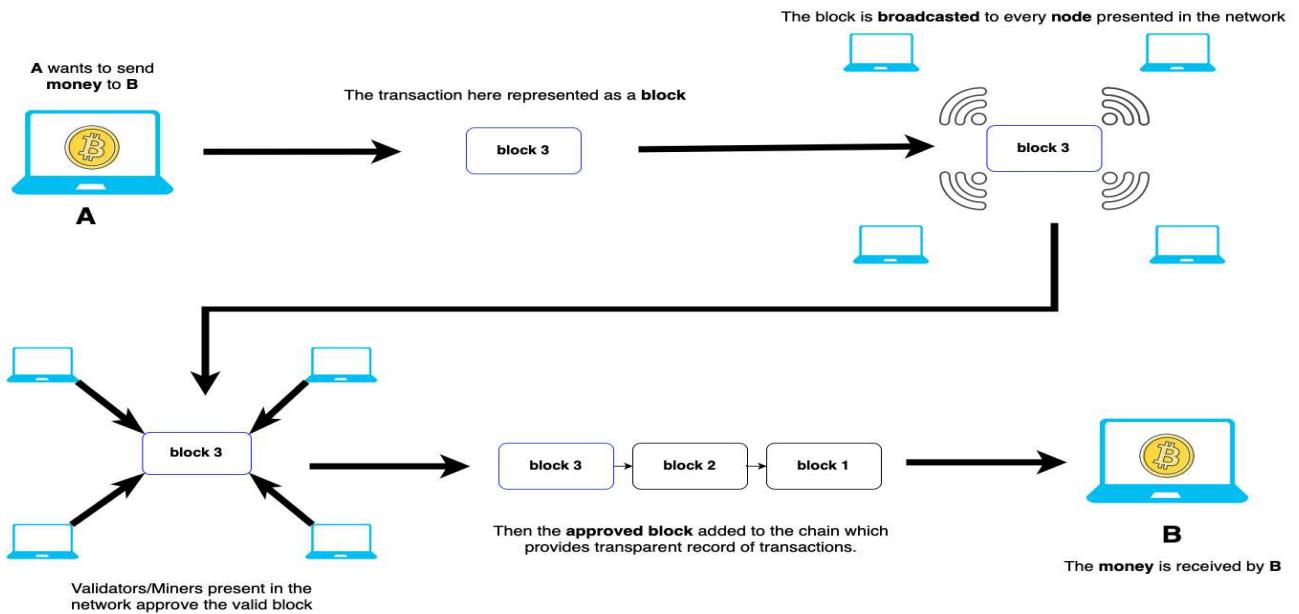 The block is broadcasted to every node presented in the network
A wants to send
money to B
A
The transaction here represented as a block
block 3
block 3
block 3
Validators/Miners present in the
network approve the valid block
block 3
block 2
block 1
Then the approved block added to the chain which
provides transparent record of transactions.
B
The money is received by B